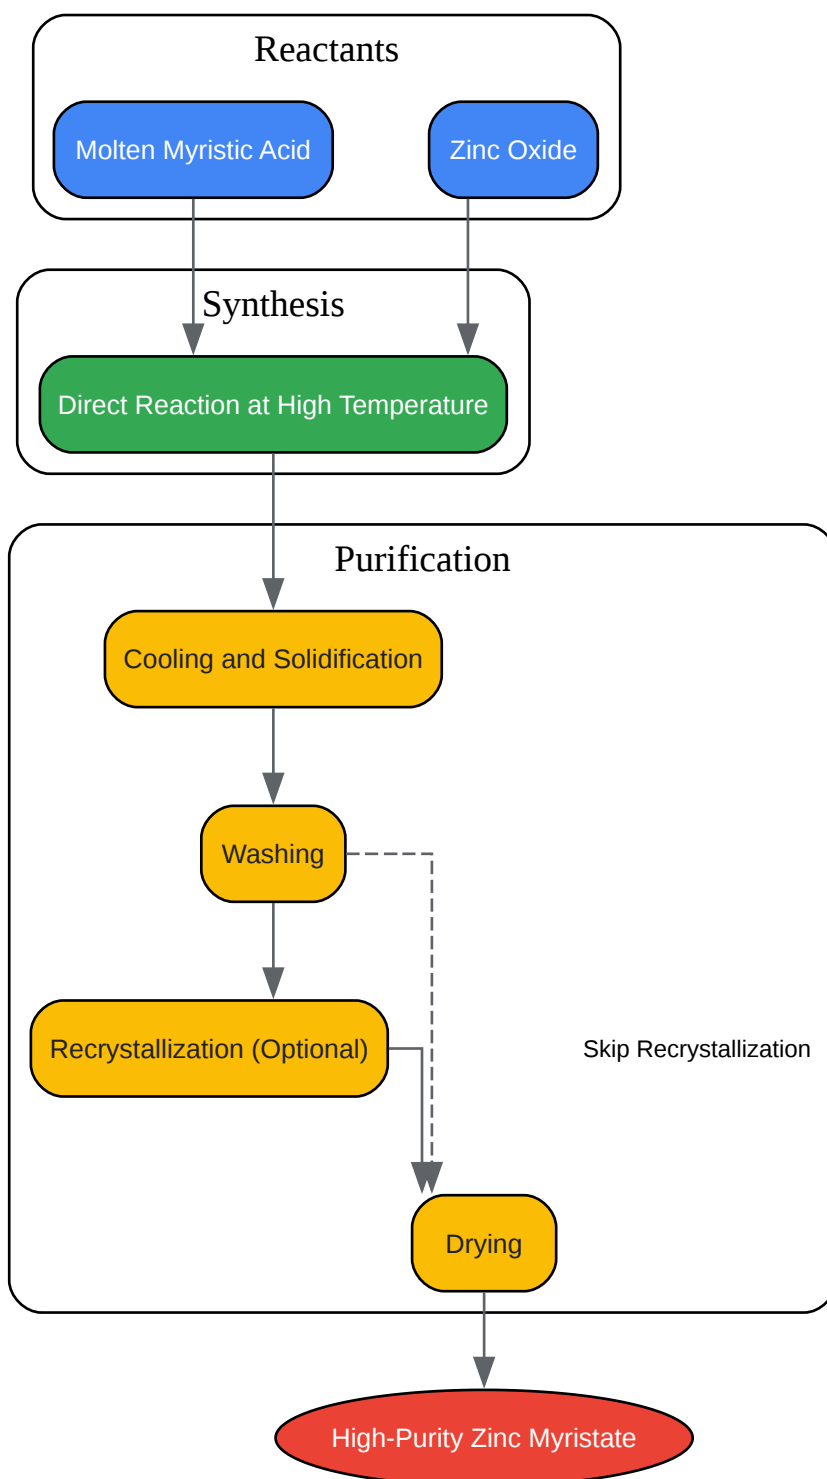 Reactants
Molten Myristic Acid
Zinc Oxide
Synthesis
Direct Reaction at High Temperature
Purification
Cooling and Solidification
Washing
Recrystallization (Optional)
Skip Recrystallization
Drying
High-Purity Zinc Myristate